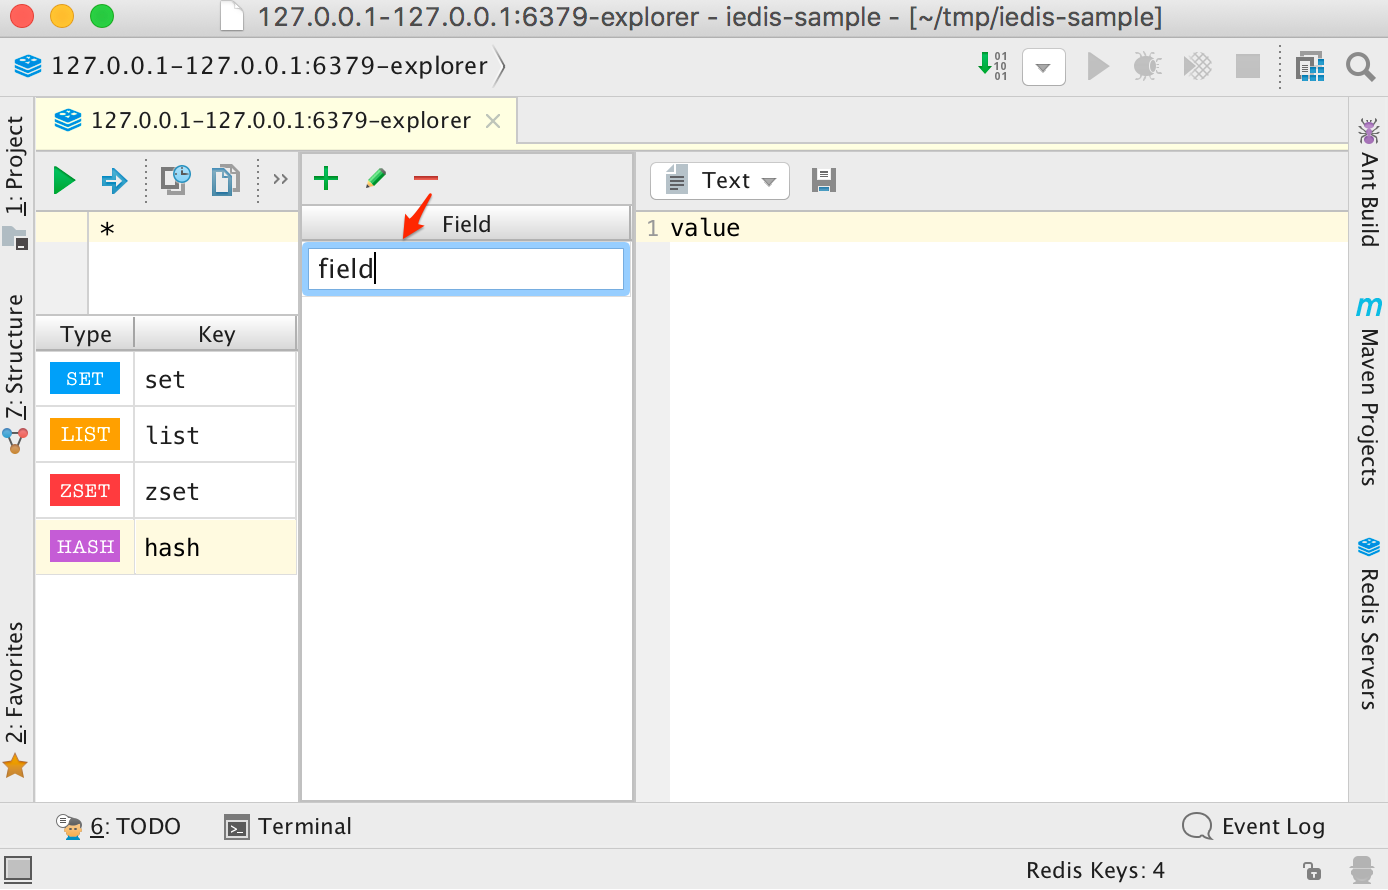 127.0.0.1-127.0.0.1:6379-explorer - iedis-sample - [~/tmp/iedis-sample]
127.0.0.1-127.0.0.1:6379-explorer
01
10
01
127.0.0.1-127.0.0.1:6379-explorer
1: Project
7: Structure
2: Favorites
*
Type Key
SET set
LIST list
ZSET zset
HASH hash
Field
field
Text
1 value
Ant Build
m
Maven Projects
Redis Servers
6: TODO
Terminal
Event Log
Redis Keys: 4